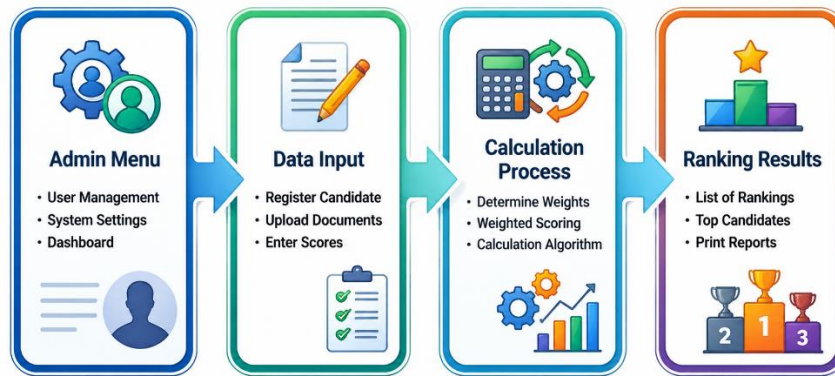 Admin Menu
• User Management
• System Settings
• Dashboard
Data Input
• Register Candidate
• Upload Documents
• Enter Scores
Calculation
Process
• Determine Weights
• Weighted Scoring
• Calculation Algorithm
Ranking Results
• List of Rankings
• Top Candidates
• Print Reports
2 1 3